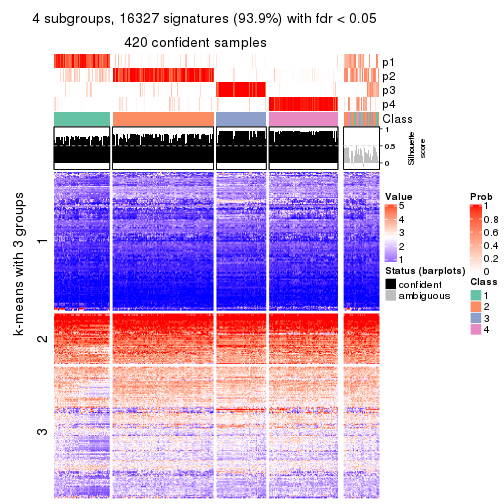 4 subgroups, 16327 signatures (93.9%) with fdr < 0.05
420 confident samples
p1
p2
p3
p4
Class
1
0.5
0
Silhouette
score
k-means with 3 groups
1
2
3
Value
5
4
3
2
1
Status (barplots)
confident
ambiguous
Prob
1
0.8
0.6
0.4
0.2
0
Class
1
2
3
4